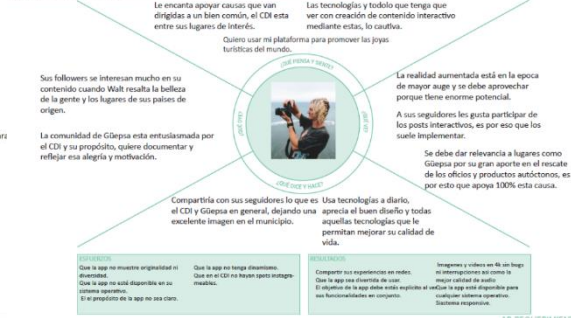 Le encanta apoyar causas que van
dirigidas a un bien común, el CDI esta
entre sus lugares de interés.
Las tecnologías y todolo que tenga que
ver con creación de contenido interactivo
mediante estas, lo cautiva.
Quiero usar mi plataforma para promover las joyas
turísticas del mundo.
¿QUÉ PIENSA Y SIENTE?
Sus followers se interesan mucho en su
contenido cuando Walt resalta la belleza
de la gente y los lugares de sus paises de
origen.
La comunidad de Güepsa esta entusiasmada por
el CDI y su propósito, quiere documentar y
reflejar esa alegría y motivación.
¿QUÉ OYE?
¿QUÉ VE?
La realidad aumentada está en la epoca
de mayor auge y se debe aprovechar
porque tiene enorme potencial.
A sus seguidores les gusta participar de
los posts interactivos, es por eso que los
suele implementar.
Se debe dar relevancia a lugares como
Güepsa por su gran aporte en el rescate
de los oficios y productos autóctonos, es
por esto que apoya 100% esta causa.
¿QUÉ DICE Y HACE?
Compartiría con sus seguidores lo que es
el CDI y Güepsa en general, dejando una
excelente imagen en el municipio.
Usa tecnologías a diario,
aprecia el buen diseño y todas
aquellas tecnologías que le
permitan mejorar su calidad de
vida.
ESFUERZOS
Que la app no muestre originalidad ni
diversidad.
Que la app no esté disponible en su
sistema operativo.
El el propósito de la app no sea claro.
Que la app no tenga dinamismo.
Que en el CDI no hayan spots instagre-
meables.
RESULTADOS
Compartir sus experiencias en redes.
Que la app sea divertida de usar.
El objetivo de la app debe estás explicito al ver
sus funcionalidades en conjunto.
Imagenes y videos en 4k sin bugs
ni interrupciones asi como la
mejor calidad de audio
Que la app esté disponible para
cualquier sistema operativo.
Siastema responsive.